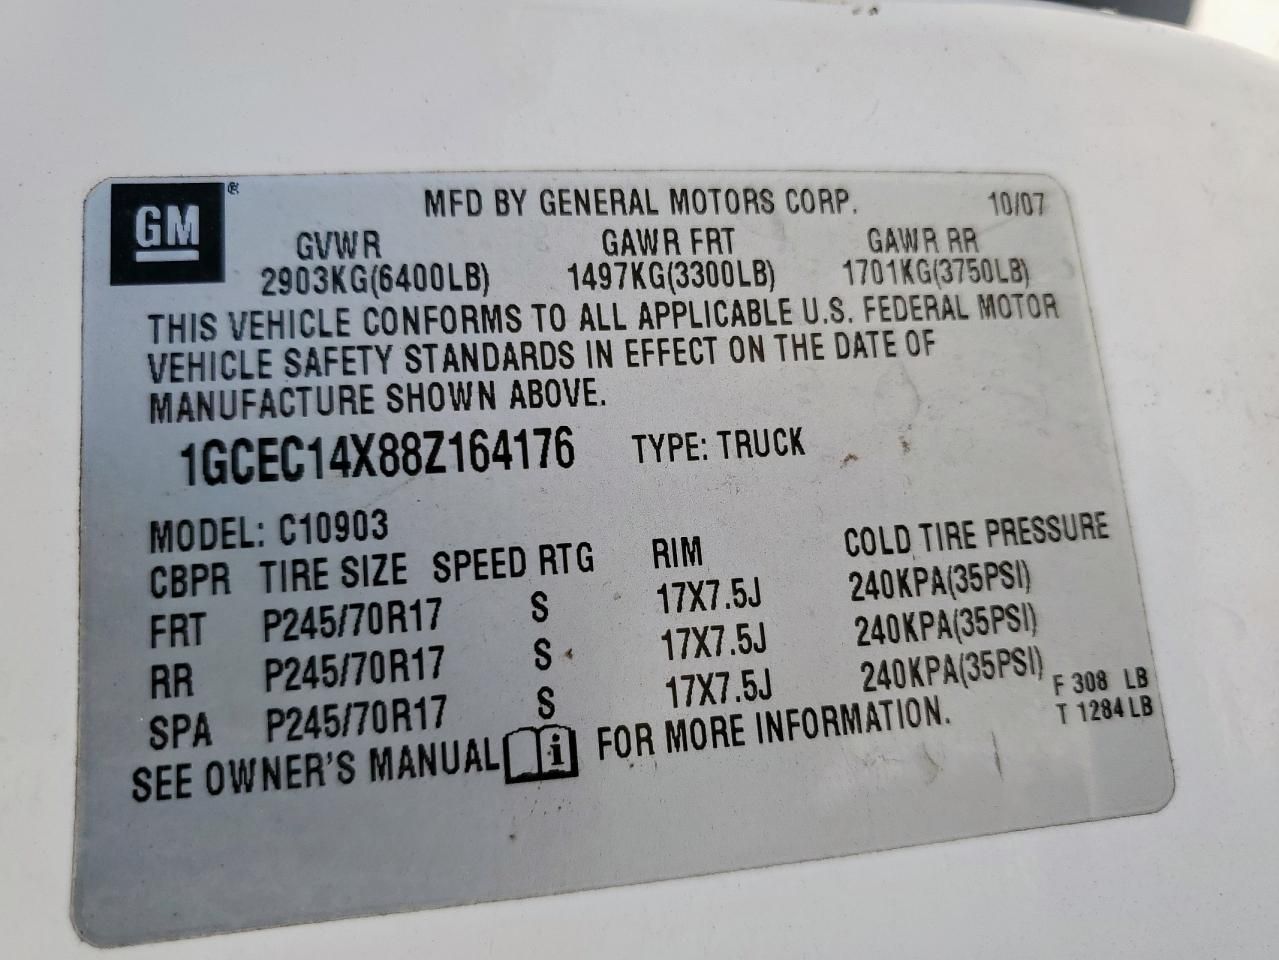 GM ®
MFD BY GENERAL MOTORS CORP. 10/07
GVWR GAWR FRT GAWR RR
2903KG(6400LB) 1497KG(3300LB) 1701KG(3750LB)
THIS VEHICLE CONFORMS TO ALL APPLICABLE U.S. FEDERAL MOTOR
VEHICLE SAFETY STANDARDS IN EFFECT ON THE DATE OF
MANUFACTURE SHOWN ABOVE.
1GCEC14X88Z164176 TYPE: TRUCK
MODEL: C10903
CBPR TIRE SIZE SPEED RTG RIM COLD TIRE PRESSURE
FRT P245/70R17 S 17X7.5J 240KPA(35PSI)
RR P245/70R17 S 17X7.5J 240KPA(35PSI)
SPA P245/70R17 S 17X7.5J 240KPA(35PSI)
F 308 LB
T 1284LB
SEE OWNER'S MANUAL i FOR MORE INFORMATION.